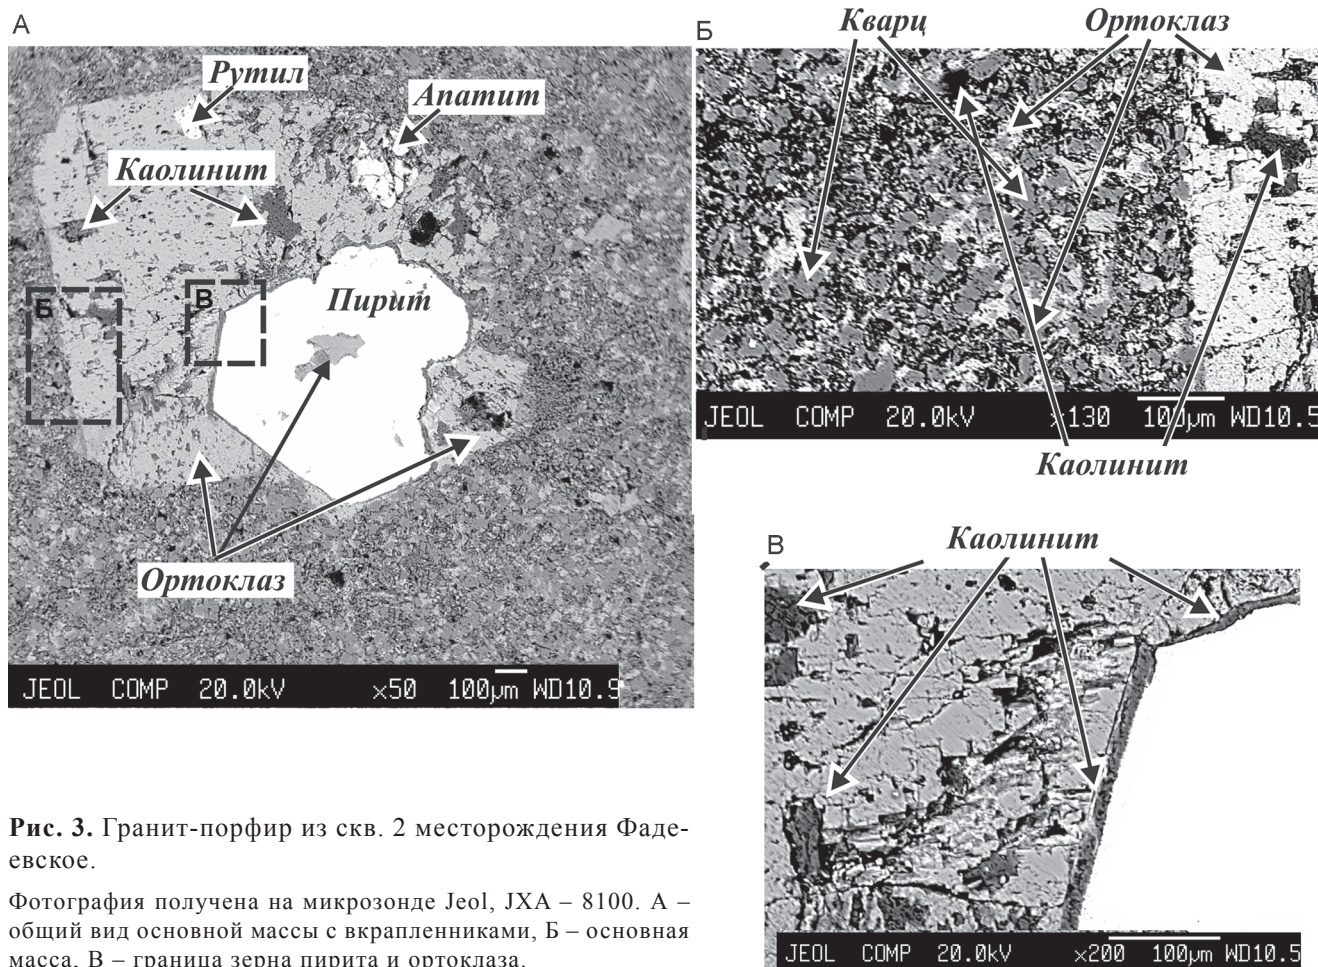 А
Рутил
Апатит
Каолинит
Б
В
Пирит
Ортоклаз
JEOL COMP 20.0kV ×50 100µm WD10.9
Б
Кварц
Ортоклаз
JEOL COMP 20.0kV ×130 100µm WD10.5
Каолинит
В
Каолинит
JEOL COMP 20.0kV ×200 100µm WD10.5
Рис. 3. Гранит-порфир из скв. 2 месторождения Фаде-
евское.
Фотография получена на микрозонде Jeol, JXA – 8100. А –
общий вид основной массы с вкрапленниками, Б – основная
масса, В – граница зерна пирита и ортоклаза.